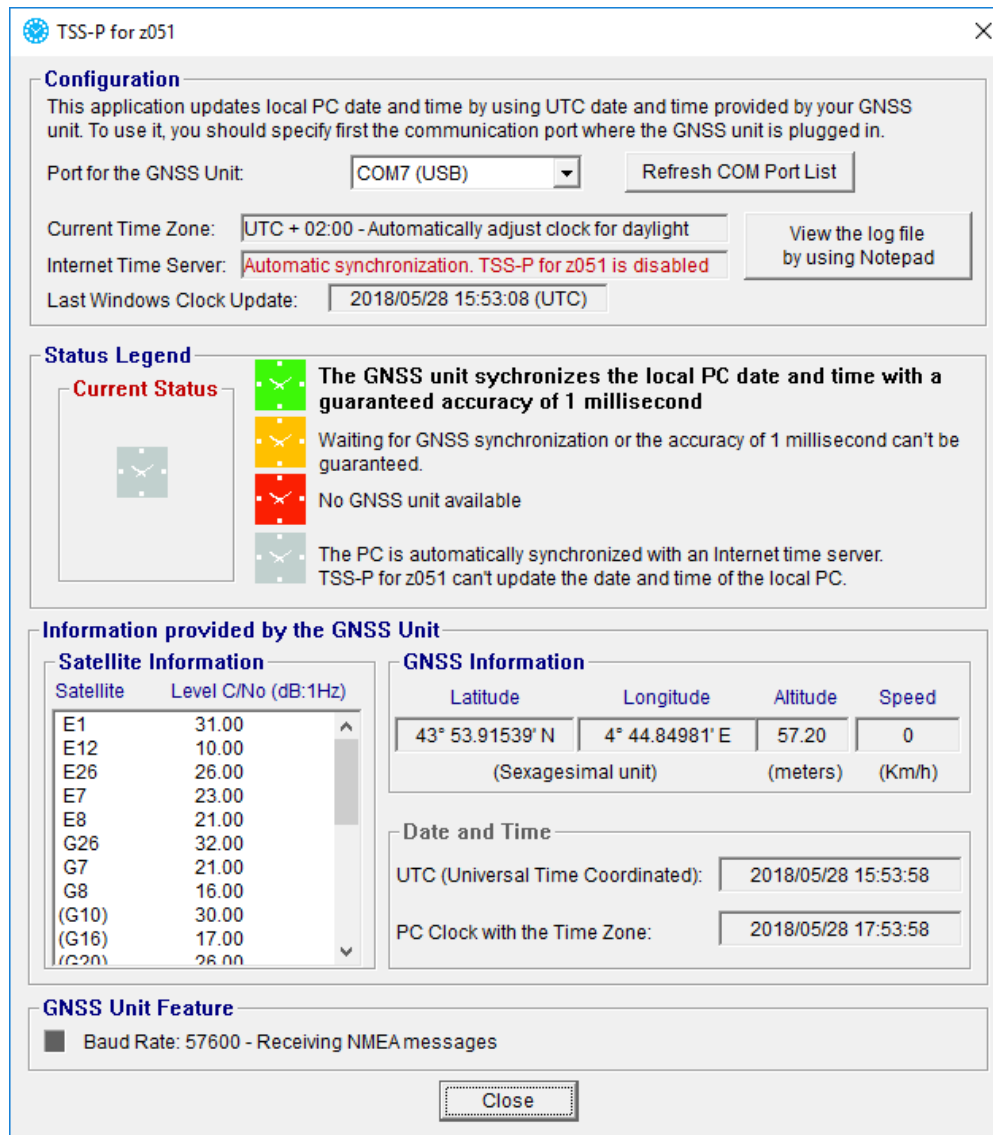 TSS-P for z051
Configuration
This application updates local PC date and time by using UTC date and time provided by your GNSS
unit. To use it, you should specify first the communication port where the GNSS unit is plugged in.
Port for the GNSS Unit: COM7 (USB) Refresh COM Port List
Current Time Zone: UTC + 02:00 - Automatically adjust clock for daylight
View the log file
by using Notepad
Internet Time Server: Automatic synchronization. TSS-P for z051 is disabled
Last Windows Clock Update: 2018/05/28 15:53:08 (UTC)
Status Legend
Current Status
The GNSS unit sychronizes the local PC date and time with a
guaranteed accuracy of 1 millisecond
Waiting for GNSS synchronization or the accuracy of 1 millisecond can't be
guaranteed.
No GNSS unit available
The PC is automatically synchronized with an Internet time server.
TSS-P for z051 can't update the date and time of the local PC.
Information provided by the GNSS Unit
Satellite Information
Satellite Level C/No (dB:1Hz)
E1 31.00
E12 10.00
E26 26.00
E7 23.00
E8 21.00
G26 32.00
G7 21.00
G8 16.00
(G10) 30.00
(G16) 17.00
(G20) 26.00
GNSS Information
Latitude Longitude Altitude Speed
43° 53.91539' N 4° 44.84981' E 57.20 0
(Sexagesimal unit) (meters) (Km/h)
Date and Time
UTC (Universal Time Coordinated): 2018/05/28 15:53:58
PC Clock with the Time Zone: 2018/05/28 17:53:58
GNSS Unit Feature
Baud Rate: 57600 - Receiving NMEA messages
Close